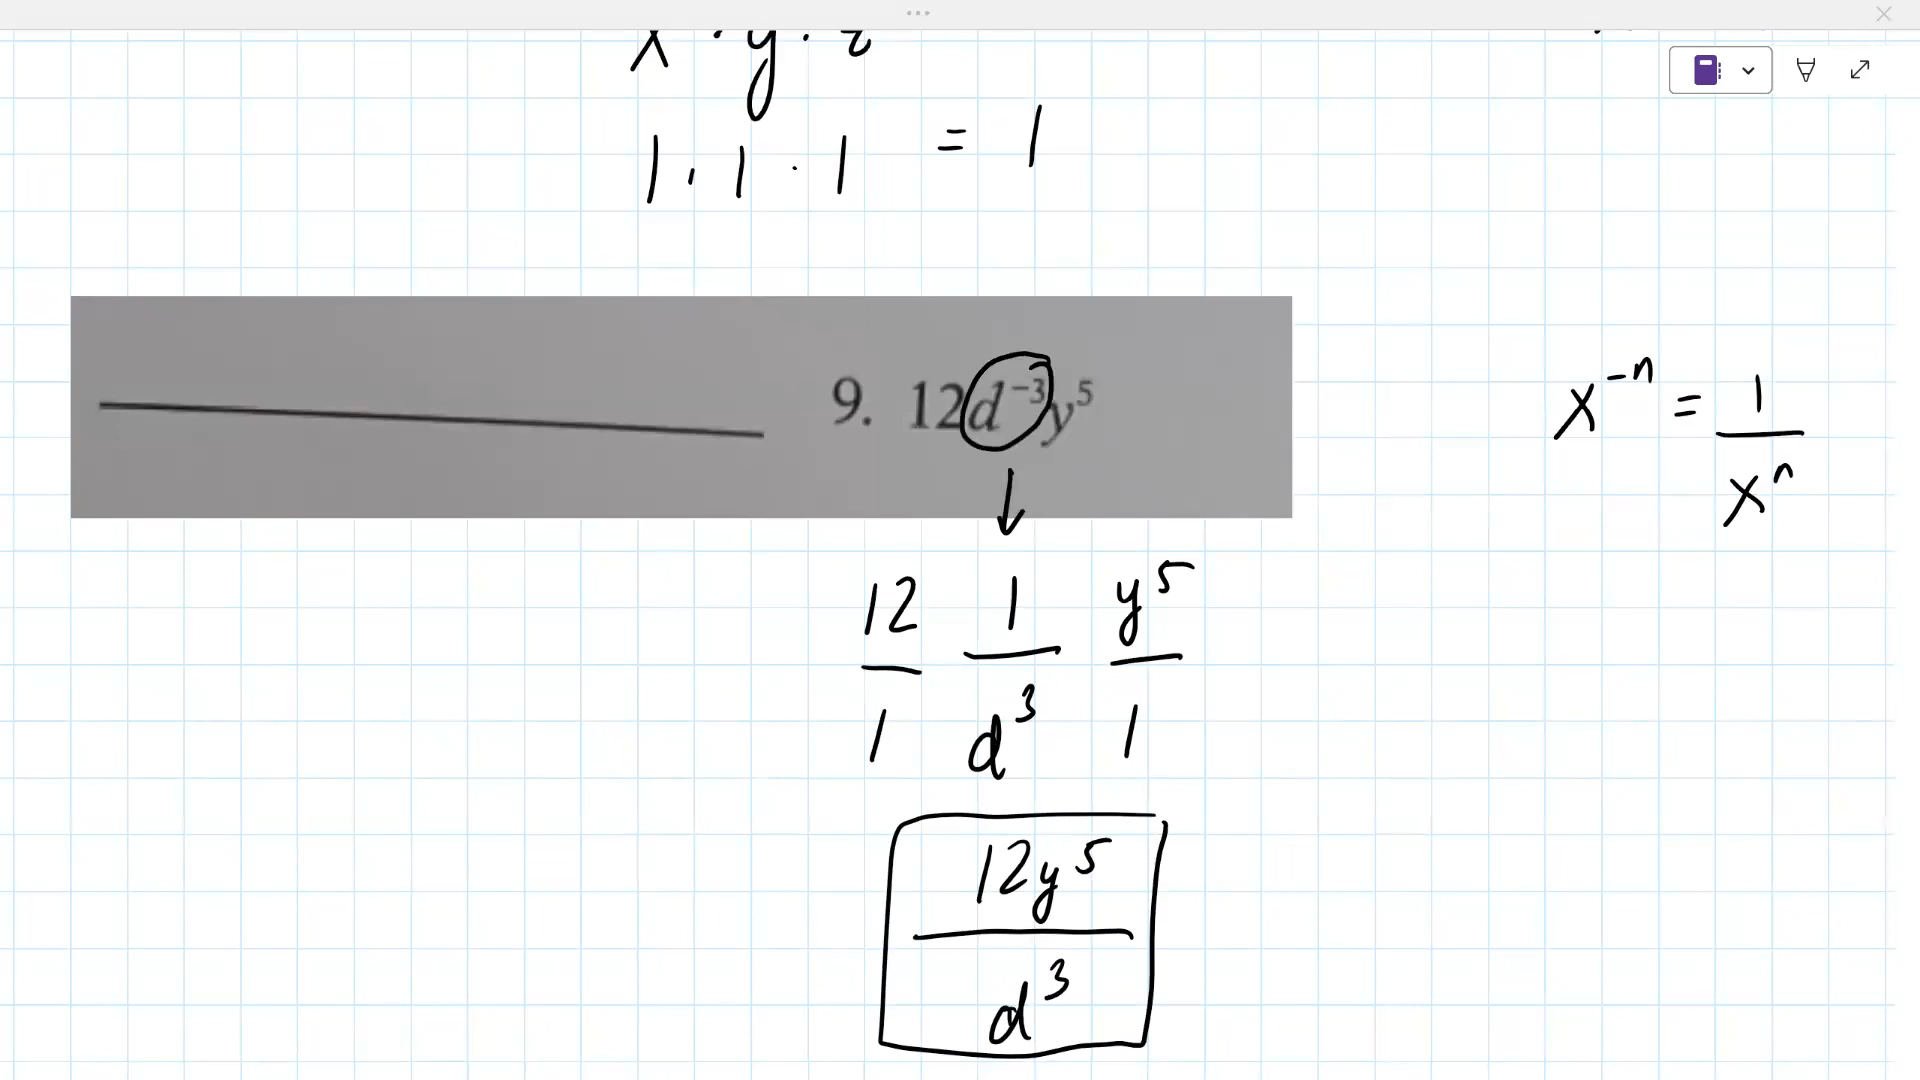 x · y · z
1 · 1 · 1 = 1
9. 12d⁻³y⁵
x⁻ⁿ = 1/xⁿ
12/1 1/d³ y⁵/1
12y⁵/d³